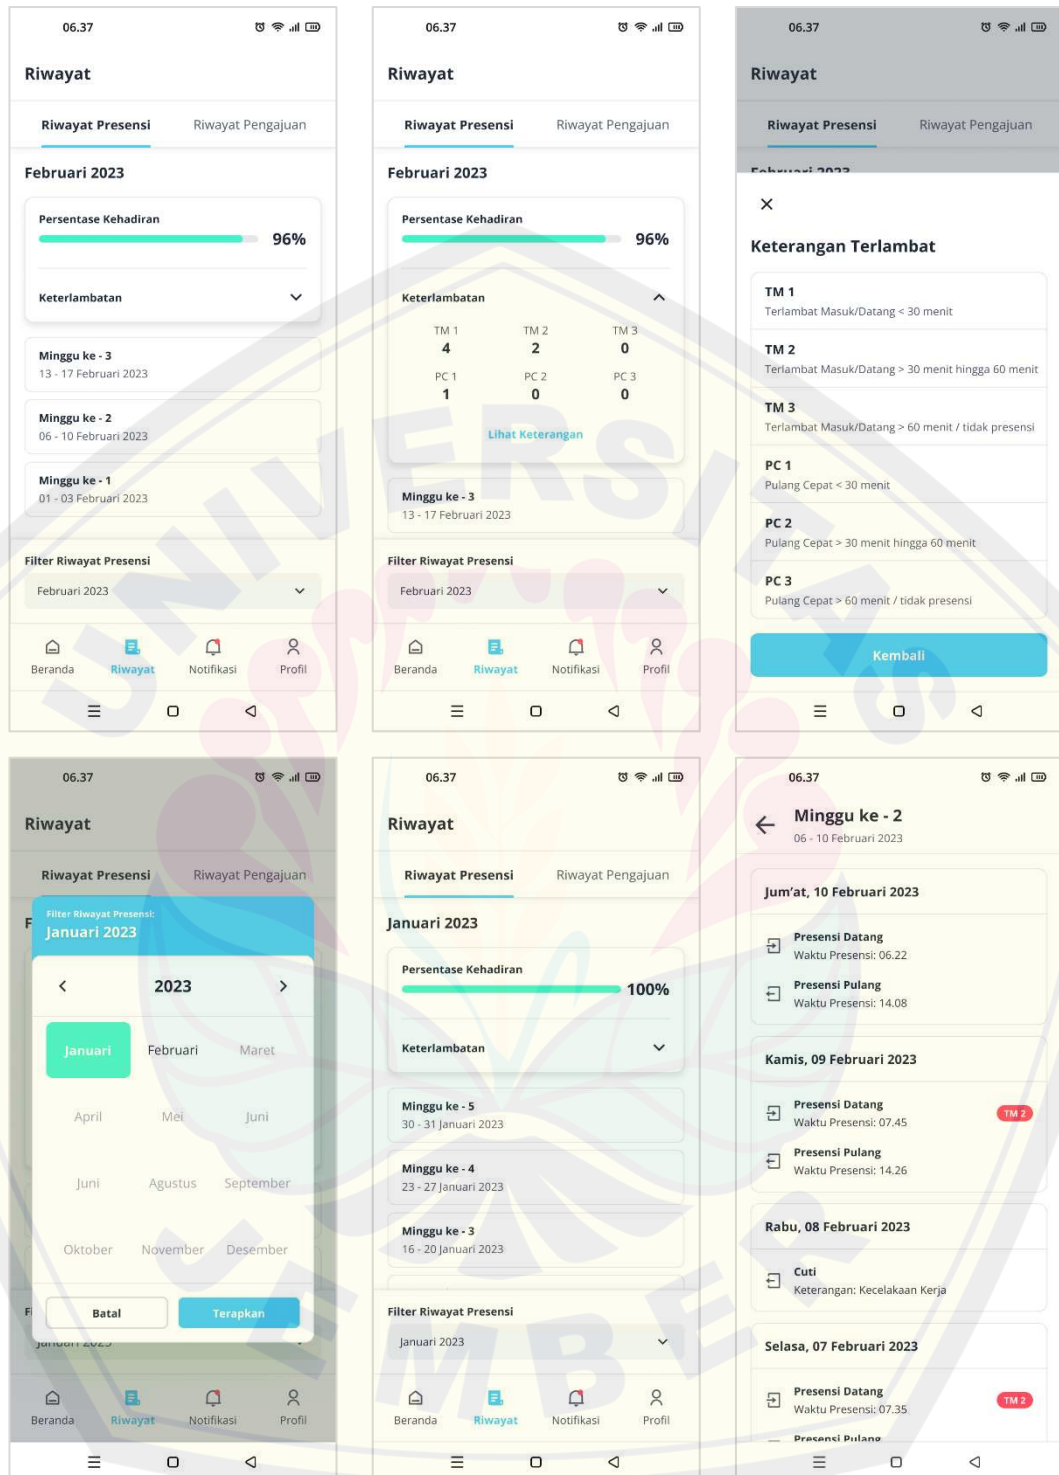 06.37
Riwayat
Riwayat Presensi Riwayat Pengajuan
Februari 2023
Persentase Kehadiran
96%
Keterlambatan
Minggu ke - 3
13 - 17 Februari 2023
Minggu ke - 2
06 - 10 Februari 2023
Minggu ke - 1
01 - 03 Februari 2023
Filter Riwayat Presensi
Februari 2023
Beranda Riwayat Notifikasi Profil
06.37
Riwayat
Riwayat Presensi Riwayat Pengajuan
Februari 2023
Persentase Kehadiran
96%
Keterlambatan
TM 1 TM 2 TM 3
4 2 0
PC 1 PC 2 PC 3
1 0 0
Lihat Keterangan
Minggu ke - 3
13 - 17 Februari 2023
Filter Riwayat Presensi
Februari 2023
Beranda Riwayat Notifikasi Profil
06.37
Riwayat
Riwayat Presensi Riwayat Pengajuan
Februari 2023
Keterangan Terlambat
TM 1
Terlambat Masuk/Datang < 30 menit
TM 2
Terlambat Masuk/Datang > 30 menit hingga 60 menit
TM 3
Terlambat Masuk/Datang > 60 menit / tidak presensi
PC 1
Pulang Cepat < 30 menit
PC 2
Pulang Cepat > 30 menit hingga 60 menit
PC 3
Pulang Cepat > 60 menit / tidak presensi
Kembali
06.37
Riwayat
Riwayat Presensi Riwayat Pengajuan
Filter Riwayat Presensi:
Januari 2023
2023
Januari Februari Maret
April Mei Juni
Juni Agustus September
Oktober November Desember
Batal Terapkan
Januari 2023
Beranda Riwayat Notifikasi Profil
06.37
Riwayat
Riwayat Presensi Riwayat Pengajuan
Januari 2023
Persentase Kehadiran
100%
Keterlambatan
Minggu ke - 5
30 - 31 Januari 2023
Minggu ke - 4
23 - 27 Januari 2023
Minggu ke - 3
16 - 20 Januari 2023
Filter Riwayat Presensi
Januari 2023
Beranda Riwayat Notifikasi Profil
06.37
Minggu ke - 2
06 - 10 Februari 2023
Jum'at, 10 Februari 2023
Presensi Datang
Waktu Presensi: 06.22
Presensi Pulang
Waktu Presensi: 14.08
Kamis, 09 Februari 2023
Presensi Datang
Waktu Presensi: 07.45
TM 2
Presensi Pulang
Waktu Presensi: 14.26
Rabu, 08 Februari 2023
Cuti
Keterangan: Kecelakaan Kerja
Selasa, 07 Februari 2023
Presensi Datang
Waktu Presensi: 07.35
TM 2
Presensi Pulang
UNIVERSITAS
JEMBER